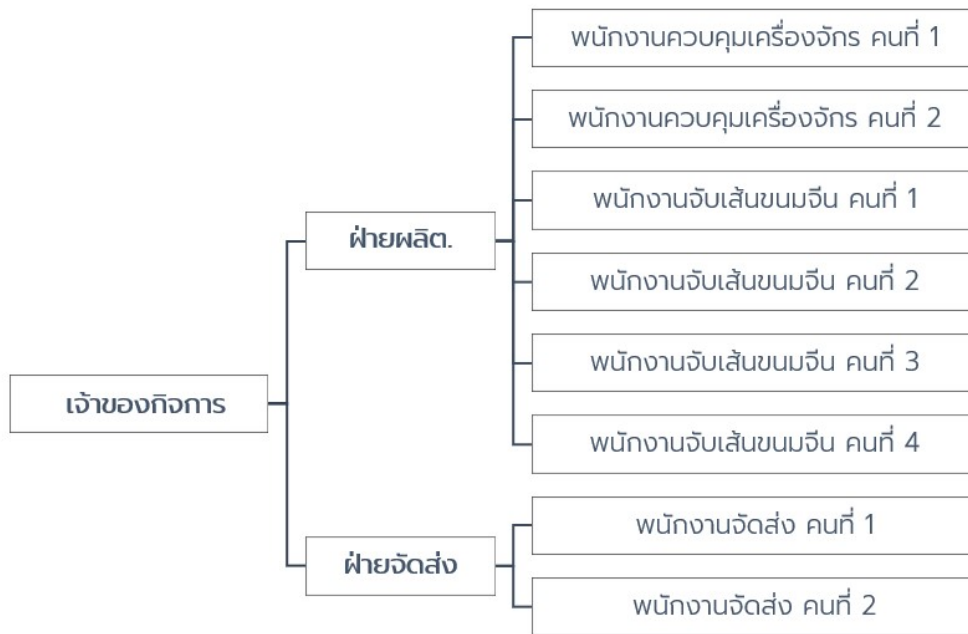 พนักงานควบคุมเครื่องจักร คนที่ 1
พนักงานควบคุมเครื่องจักร คนที่ 2
พนักงานจับเส้นขนมจีน คนที่ 1
ฝ่ายผลิต.
พนักงานจับเส้นขนมจีน คนที่ 2
พนักงานจับเส้นขนมจีน คนที่ 3
เจ้าของกิจการ
พนักงานจับเส้นขนมจีน คนที่ 4
พนักงานจัดส่ง คนที่ 1
ฝ่ายจัดส่ง
พนักงานจัดส่ง คนที่ 2